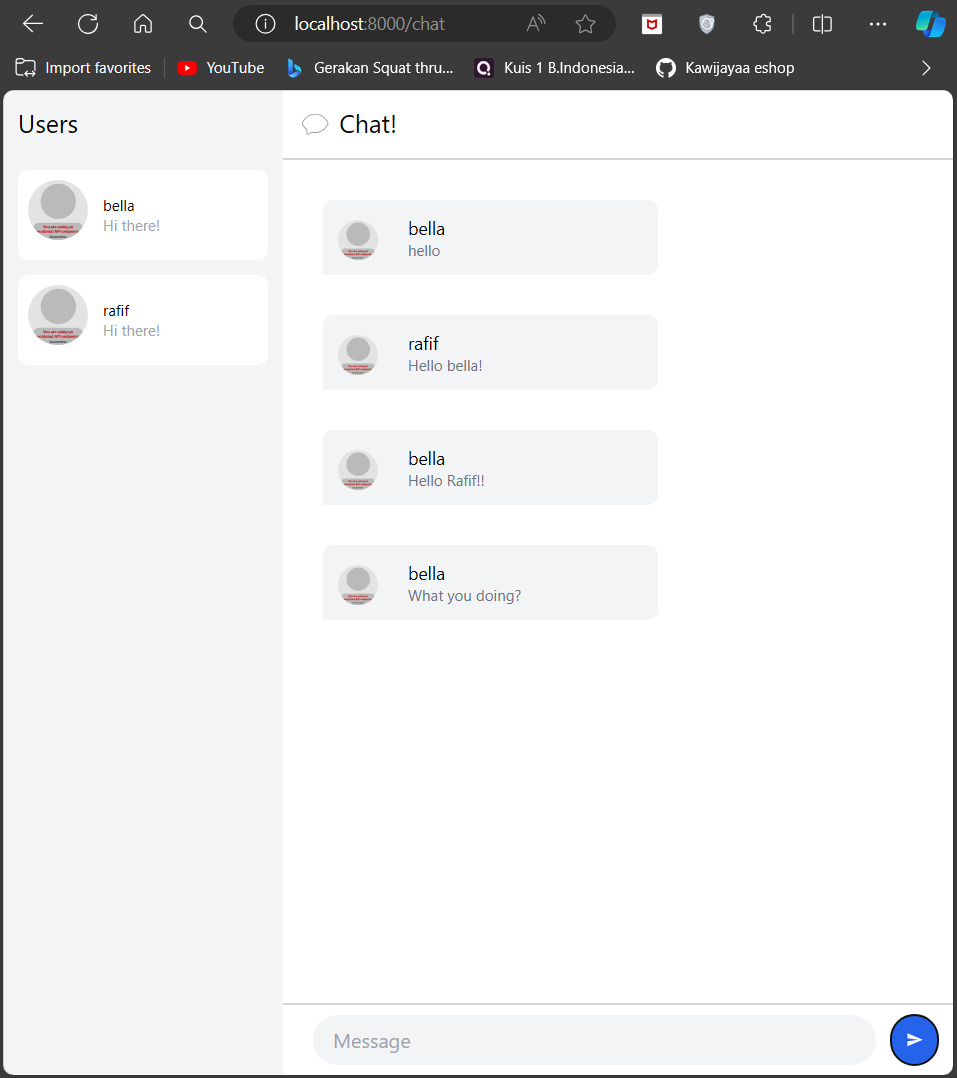 localhost:8000/chat
Import favorites
YouTube
Gerakan Squat thru...
Kuis 1 B.Indonesia...
Kawijayaa eshop
Users
bella
Hi there!
rafif
Hi there!
Chat!
bella
hello
rafif
Hello bella!
bella
Hello Rafif!!
bella
What you doing?
Message